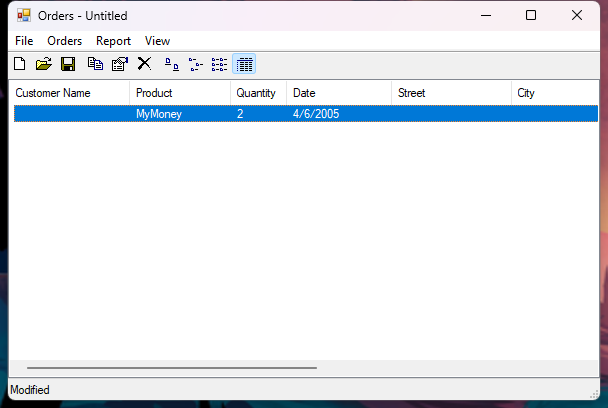 Orders - Untitled
File Orders Report View
Customer Name Product Quantity Date Street City
MyMoney 2 4/6/2005
Modified